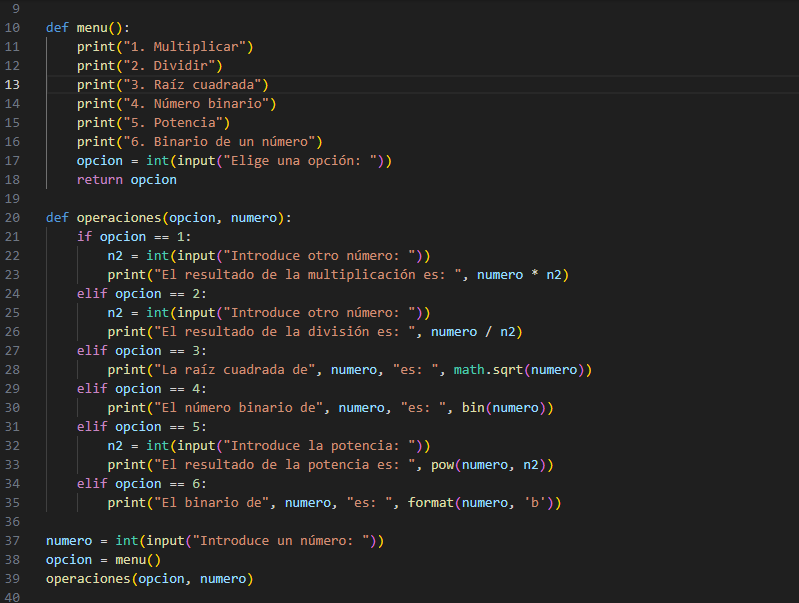 9
10 def menu():
11     print("1. Multiplicar")
12     print("2. Dividir")
13     print("3. Raíz cuadrada")
14     print("4. Número binario")
15     print("5. Potencia")
16     print("6. Binario de un número")
17     opcion = int(input("Elige una opción: "))
18     return opcion
19
20 def operaciones(opcion, numero):
21     if opcion == 1:
22         n2 = int(input("Introduce otro número: "))
23         print("El resultado de la multiplicación es: ", numero * n2)
24     elif opcion == 2:
25         n2 = int(input("Introduce otro número: "))
26         print("El resultado de la división es: ", numero / n2)
27     elif opcion == 3:
28         print("La raíz cuadrada de", numero, "es: ", math.sqrt(numero))
29     elif opcion == 4:
30         print("El número binario de", numero, "es: ", bin(numero))
31     elif opcion == 5:
32         n2 = int(input("Introduce la potencia: "))
33         print("El resultado de la potencia es: ", pow(numero, n2))
34     elif opcion == 6:
35         print("El binario de", numero, "es: ", format(numero, 'b'))
36
37 numero = int(input("Introduce un número: "))
38 opcion = menu()
39 operaciones(opcion, numero)
40